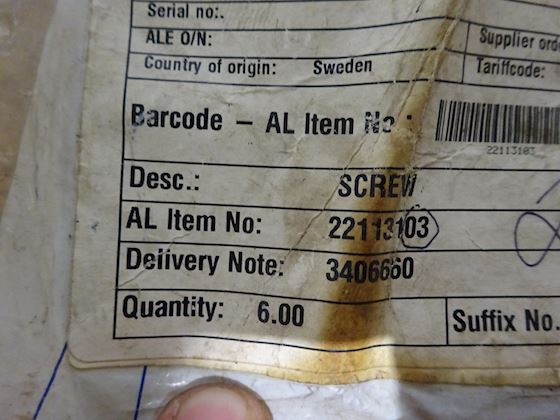 Serial no:.
ALE O/N:
Supplier ord
Country of origin: Sweden
Tariffcode:
Barcode – AL Item No :
22113103
Desc.: SCREW
AL Item No: 22113103
Delivery Note: 3406660
Quantity: 6.00
Suffix No.